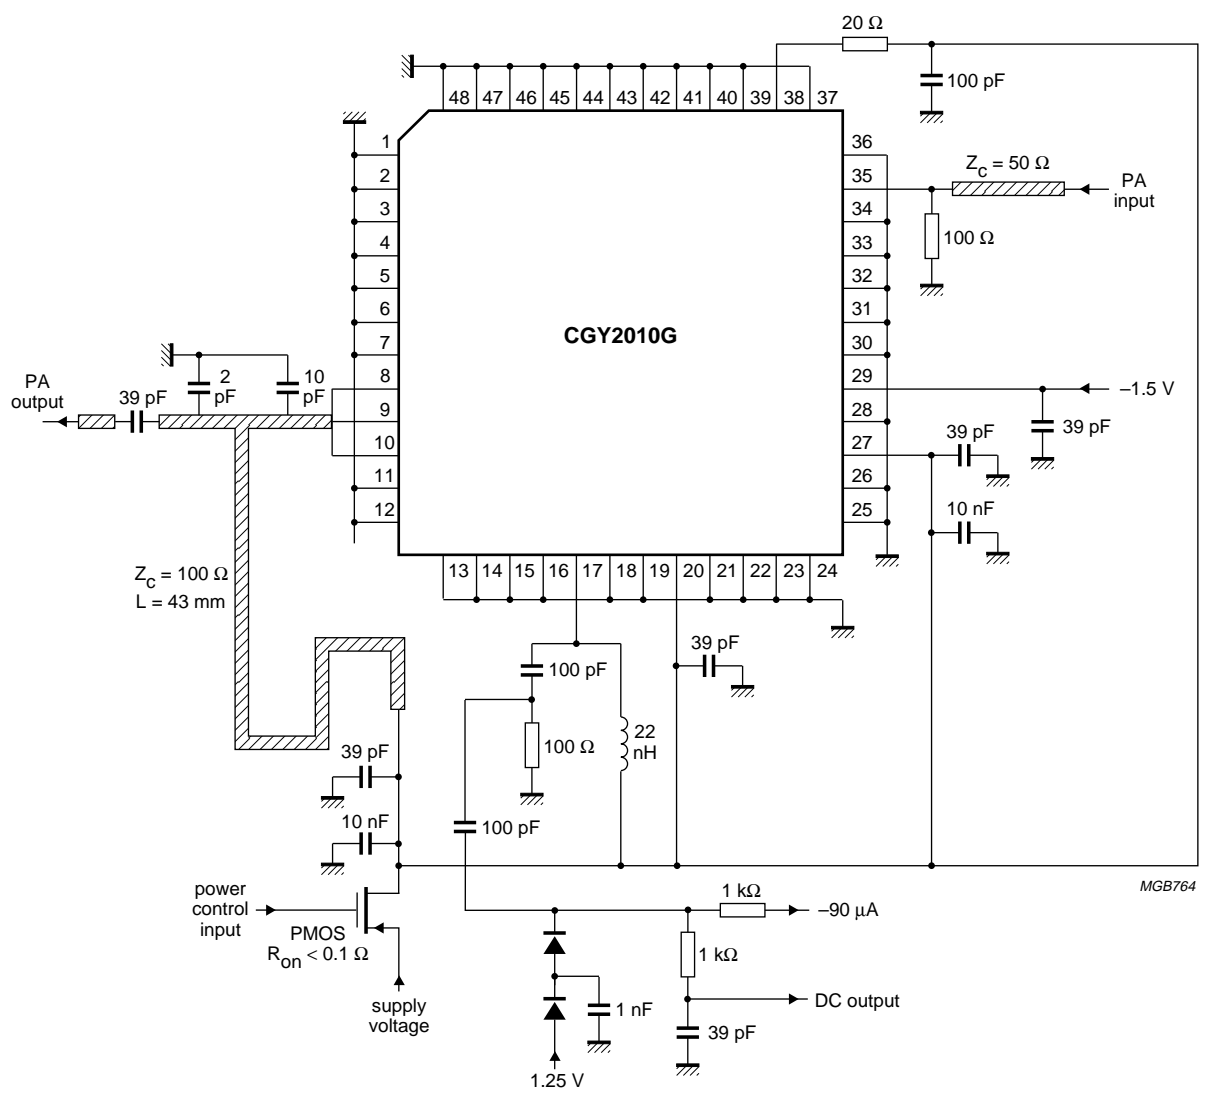 20 Ω
100 pF
48 47 46 45 44 43 42 41 40 39 38 37
1
2
3
4
5
6
7
8
9
10
11
12
36
35
34
33
32
31
30
29
28
27
26
25
CGY2010G
Zc = 50 Ω
PA
input
100 Ω
–1.5 V
39 pF
39 pF
10 nF
PA
output
39 pF
2
pF
10
pF
13 14 15 16 17 18 19 20 21 22 23 24
Zc = 100 Ω
L = 43 mm
39 pF
100 pF
100 Ω
22
nH
39 pF
10 nF
100 pF
MGB764
power
control
input
PMOS
Ron < 0.1 Ω
supply
voltage
1 kΩ
–90 µA
1 kΩ
DC output
1 nF
39 pF
1.25 V